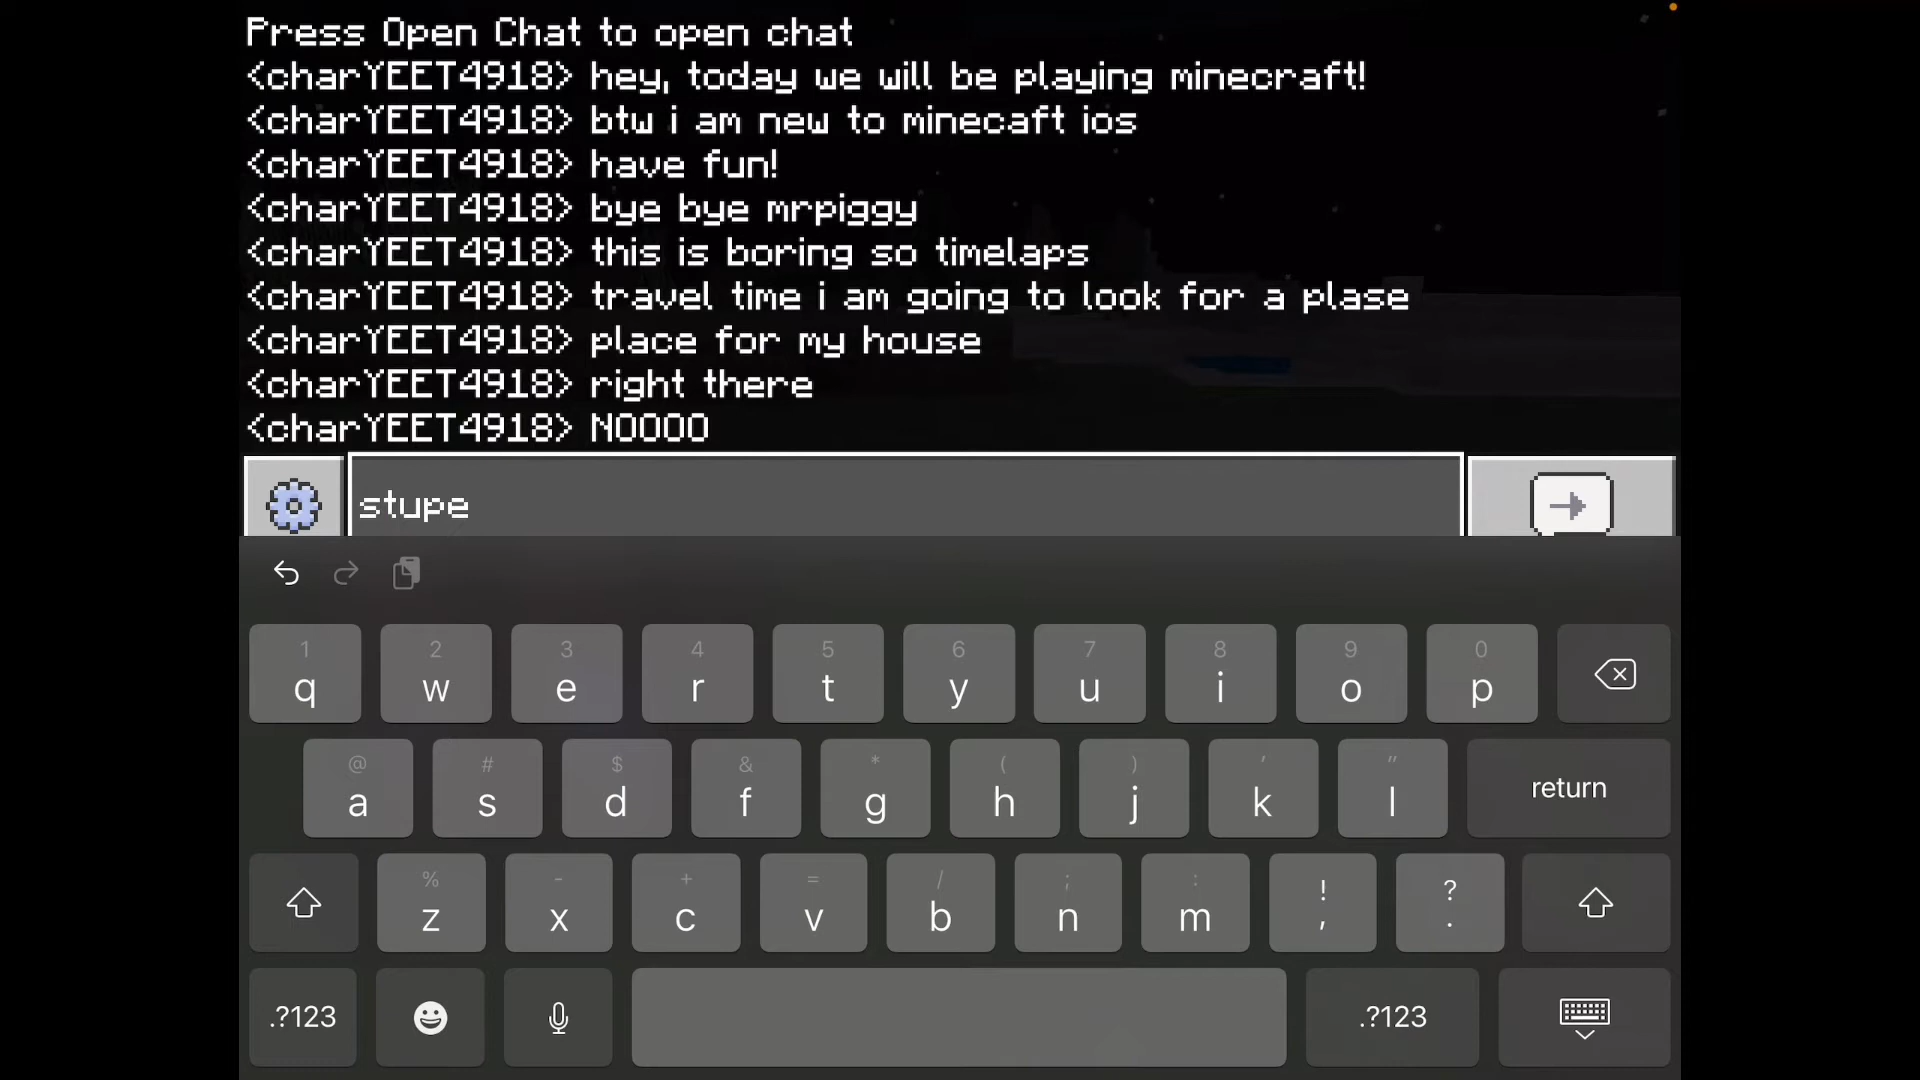 Press Open Chat to open chat
<charYEET4918> hey, today we will be playing minecraft!
<charYEET4918> btw i am new to minecaft ios
<charYEET4918> have fun!
<charYEET4918> bye bye mrpiggy
<charYEET4918> this is boring so timelaps
<charYEET4918> travel time i am going to look for a plase
<charYEET4918> place for my house
<charYEET4918> right there
<charYEET4918> NOOOO
stupe
1 2 3 4 5 6 7 8 9 0
q w e r t y u i o p
@ # $ & * ( ) ' "
a s d f g h j k l return
% - + = / ; : ! ?
z x c v b n m , .
.?123 .?123